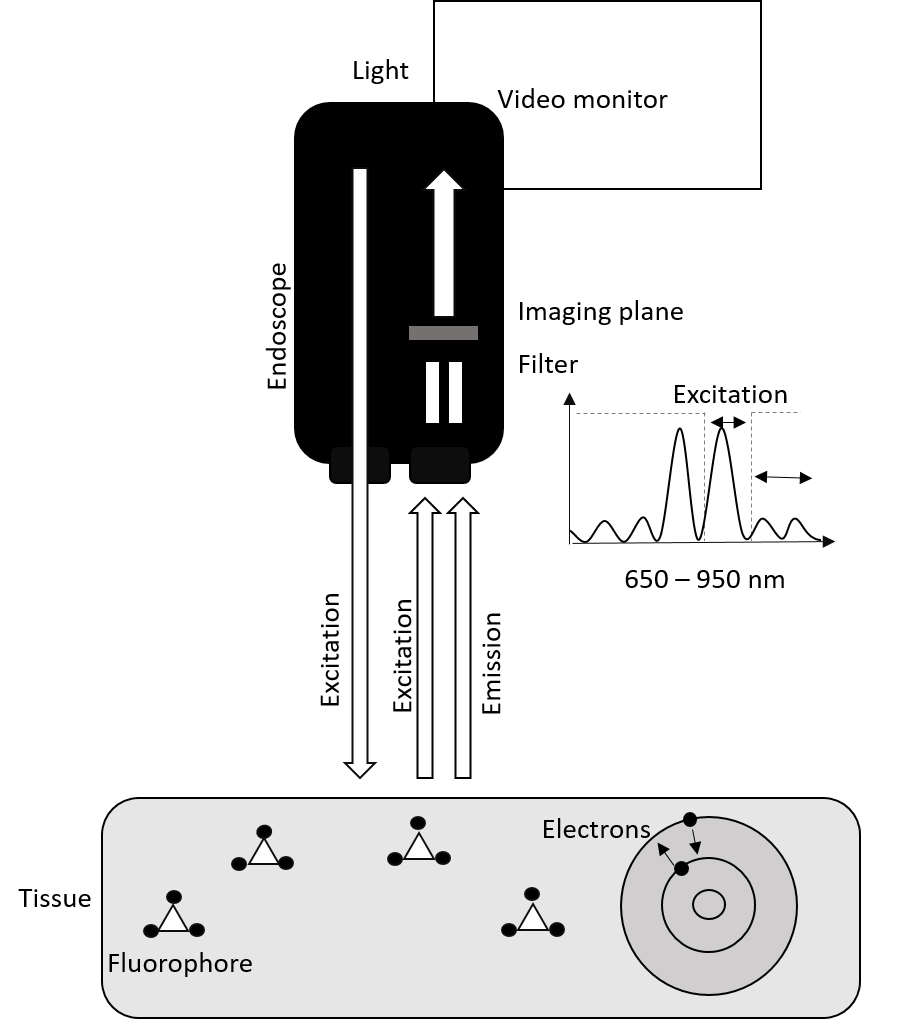 Light
Video monitor
Endoscope
Imaging plane
Filter
Excitation
650 – 950 nm
Excitation
Excitation
Emission
Electrons
Tissue
Fluorophore